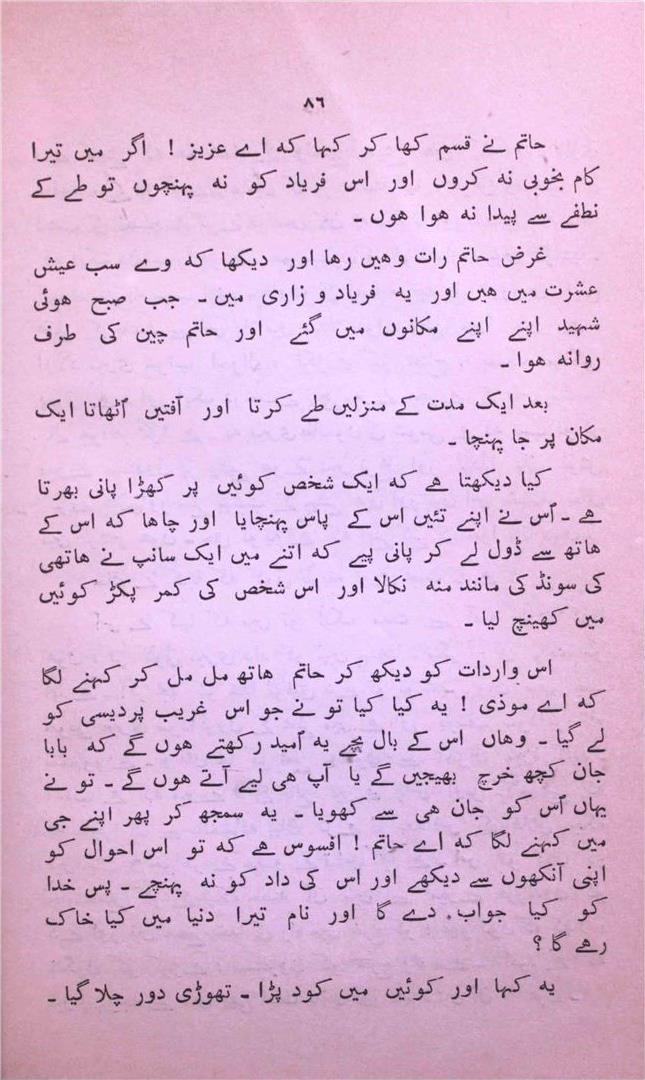 ۸٦
حاتم نے قسم کھا کر کہا کہ اے عزیز ! اگر میں تیرا
کام بخوبی نہ کروں اور اس فریاد کو نہ پہنچوں تو طے کے
نطفے سے پیدا نہ ہوا ہوں ۔
غرض حاتم رات وہیں رہا اور دیکھا کہ وے سب عیش
عشرت میں ہیں اور یہ فریاد و زاری میں ۔ جب صبح ہوئی
شہید اپنے اپنے مکانوں میں گئے اور حاتم چین کی طرف
روانہ ہوا ۔
بعد ایک مدت کے منزلیں طے کرتا اور آفتیں اٹھاتا ایک
مکان پر جا پہنچا ۔
کیا دیکھتا ہے کہ ایک شخص کوئیں پر کھڑا پانی بھرتا
ہے ۔ اُس نے اپنے تئیں اس کے پاس پہنچایا اور چاہا کہ اس کے
ہاتھ سے ڈول لے کر پانی پیے کہ اتنے میں ایک سانپ نے ہاتھی
کی سونڈ کی مانند منہ نکالا اور اس شخص کی کمر پکڑ کوئیں
میں کھینچ لیا ۔
اس واردات کو دیکھ کر حاتم ہاتھ مل مل کر کہنے لگا
کہ اے موذی ! یہ کیا کیا تو نے جو اس غریب پردیسی کو
لے گیا ۔ وہاں اس کے بال بچے یہ اُمید رکھتے ہوں گے کہ بابا
جان کچھ خرچ بھیجیں گے یا آپ ہی لیے آتے ہوں گے ۔ تو نے
یہاں اُس کو جان ہی سے کھویا ۔ یہ سمجھ کر پھر اپنے جی
میں کہنے لگا کہ اے حاتم ! افسوس ہے کہ تو اس احوال کو
اپنی آنکھوں سے دیکھے اور اس کی داد کو نہ پہنچے ۔ پس خدا
کو کیا جواب دے گا اور نام تیرا دنیا میں کیا خاک
رہے گا ؟
یہ کہا اور کوئیں میں کود پڑا ۔ تھوڑی دور چلا گیا ۔